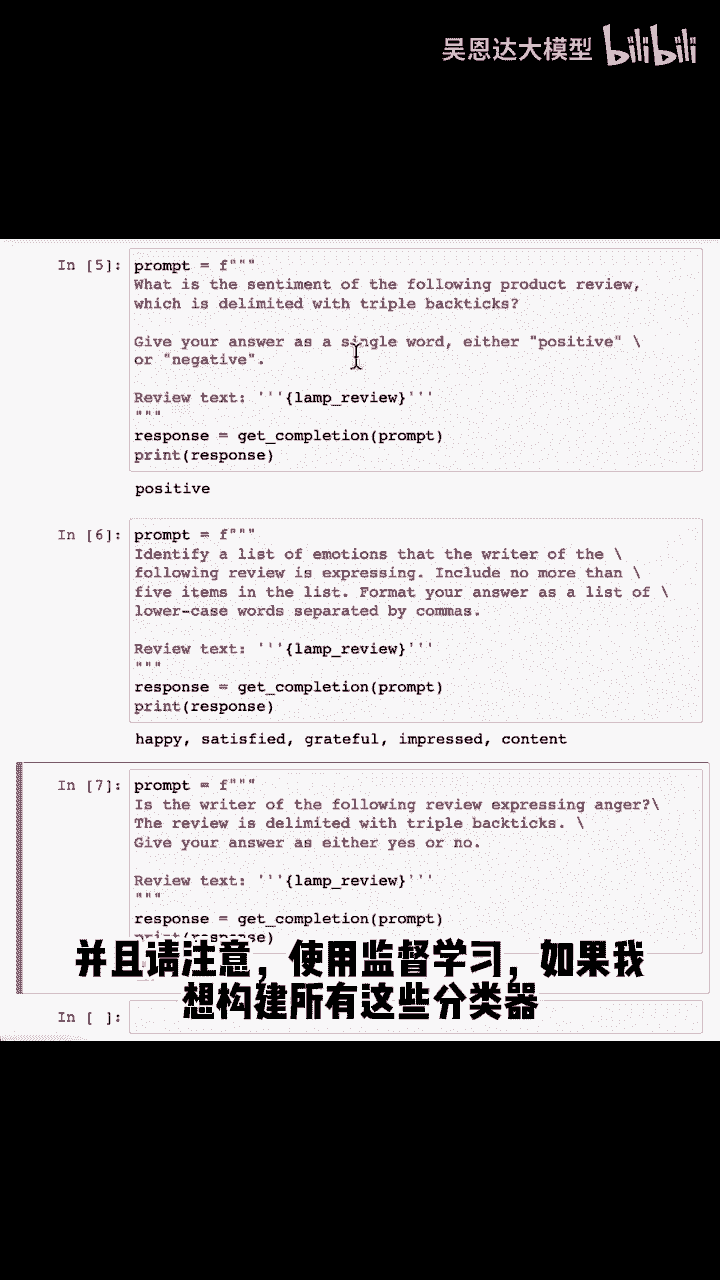 吴恩达大模型 bilibili
In [5]: prompt = f"""
What is the sentiment of the following product review,
which is delimited with triple backticks?
Give your answer as a single word, either "positive" \
or "negative".
Review text: '''{lamp_review}'''
"""
response = get_completion(prompt)
print(response)
positive
In [6]: prompt = f"""
Identify a list of emotions that the writer of the \
following review is expressing. Include no more than \
five items in the list. Format your answer as a list of \
lower-case words separated by commas.
Review text: '''{lamp_review}'''
"""
response = get_completion(prompt)
print(response)
happy, satisfied, grateful, impressed, content
In [7]: prompt = f"""
Is the writer of the following review expressing anger?\
The review is delimited with triple backticks. \
Give your answer as either yes or no.
Review text: '''{lamp_review}'''
"""
response = get_completion(prompt)
print(response)
并且请注意，使用监督学习，如果我
想构建所有这些分类器
In [ ]: